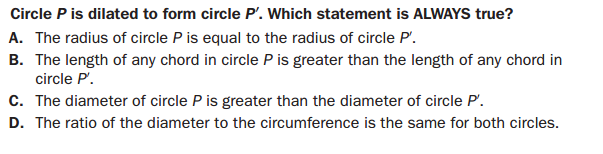 Circle P is dilated to form circle P′. Which statement is ALWAYS true?
A. The radius of circle P is equal to the radius of circle P′.
B. The length of any chord in circle P is greater than the length of any chord in
circle P′.
C. The diameter of circle P is greater than the diameter of circle P′.
D. The ratio of the diameter to the circumference is the same for both circles.